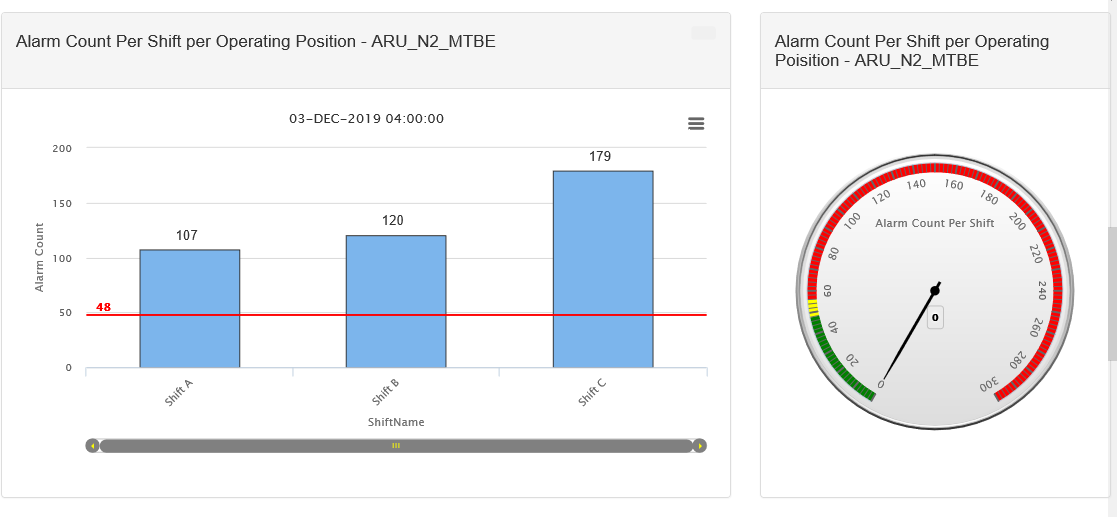 Alarm Count Per Shift per Operating Position - ARU_N2_MTBE
03-DEC-2019 04:00:00
200
150
100
50
0
Alarm Count
48
107
120
179
Shift A
Shift B
Shift C
ShiftName
Alarm Count Per Shift per Operating
Poisition - ARU_N2_MTBE
Alarm Count Per Shift
0
20
40
60
80
100
120
140
160
180
200
220
240
260
280
300
0